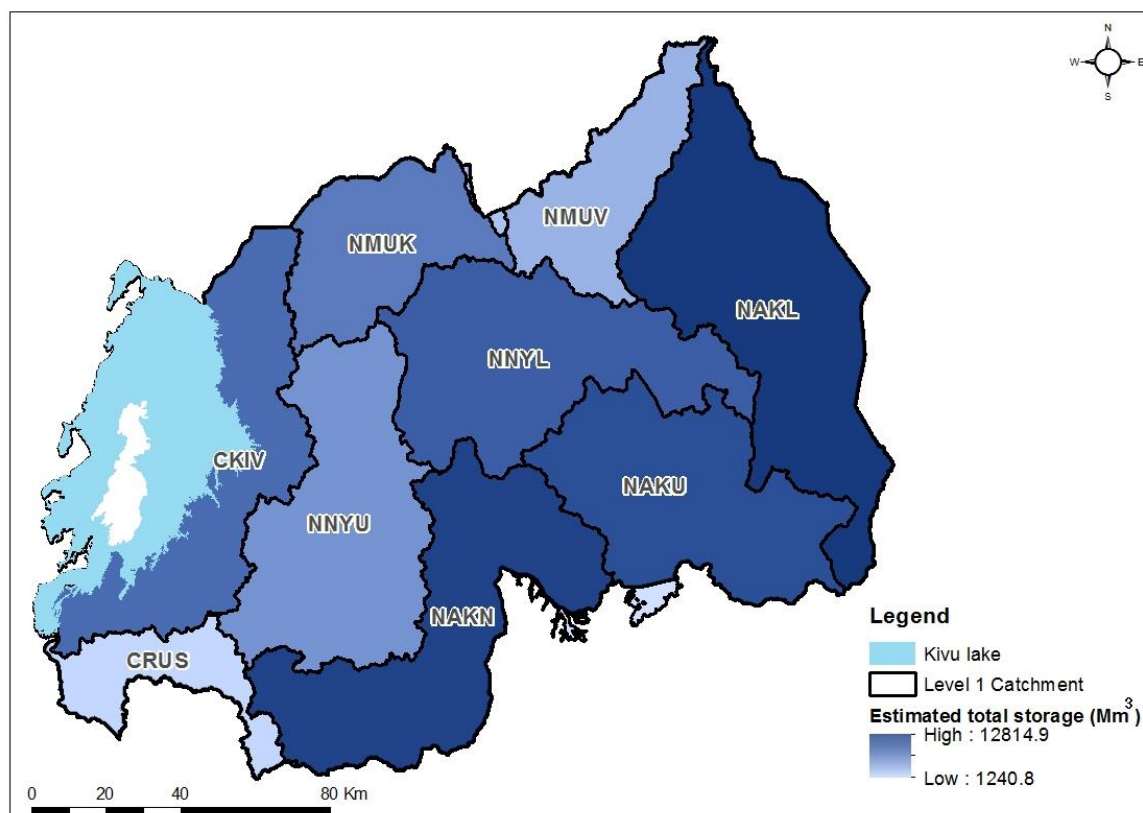 N
W E
S
NMUV
NMUK
NAKL
NNYL
CKIV
NAKU
NNYU
NAKN
CRUS
Legend
Kivu lake
Level 1 Catchment
Estimated total storage (Mm³)
High : 12814.9
Low : 1240.8
0 20 40 80 Km